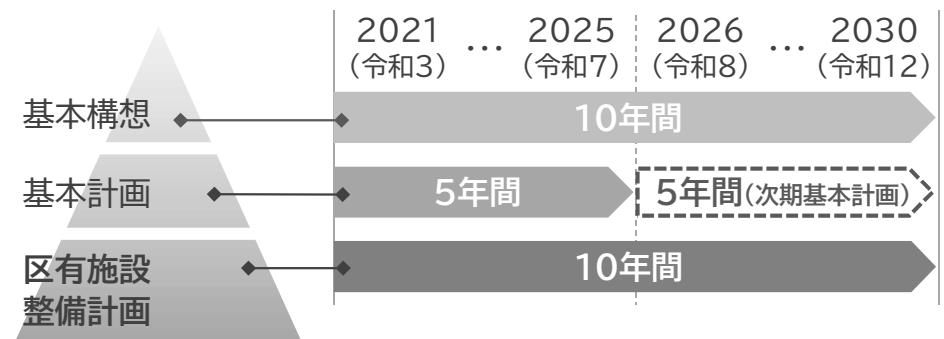 2021 … 2025 2026 … 2030
(令和3) (令和7) (令和8) (令和12)
基本構想 10年間
基本計画 5年間 5年間(次期基本計画)
区有施設
整備計画 10年間